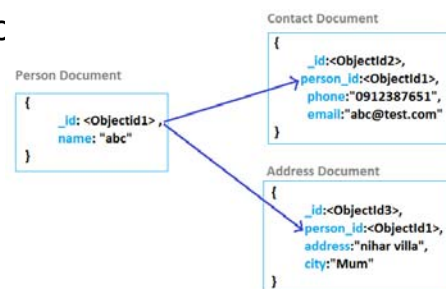 Person Document
{
_id: <Objectid1> ,
name: "abc"
}
Contact Document
{
_id:<ObjectId2>,
person_id:<ObjectId1>,
phone:"0912387651",
email:"abc@test.com"
}
Address Document
{
_id:<ObjectId3>,
person_id:<ObjectId1>,
address:"nihar villa",
city:"Mum"
}